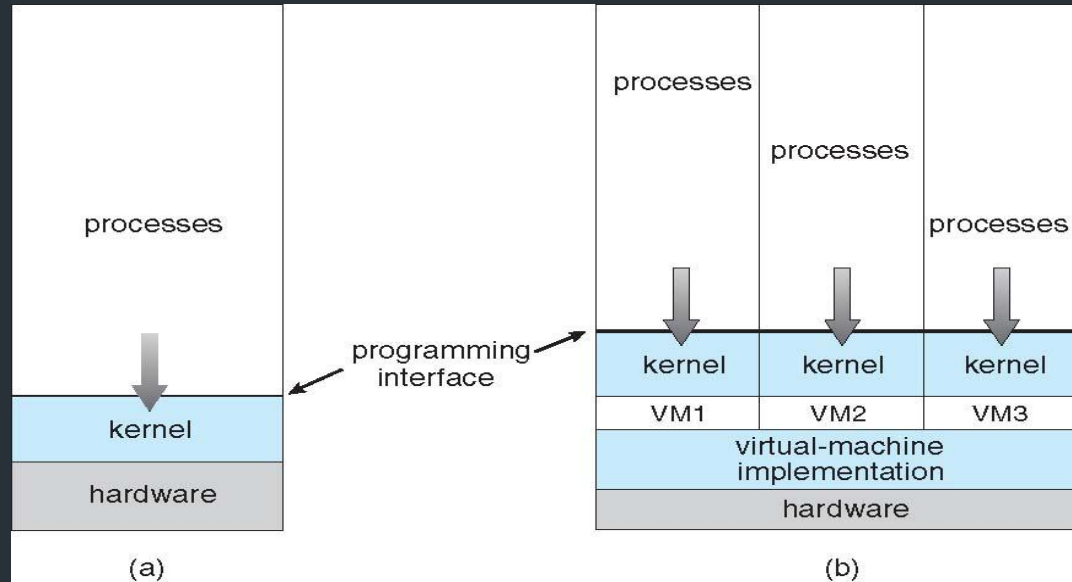 processes
kernel
hardware
(a)
programming
interface
processes
processes
processes
kernel
kernel
kernel
VM1
VM2
VM3
virtual-machine
implementation
hardware
(b)